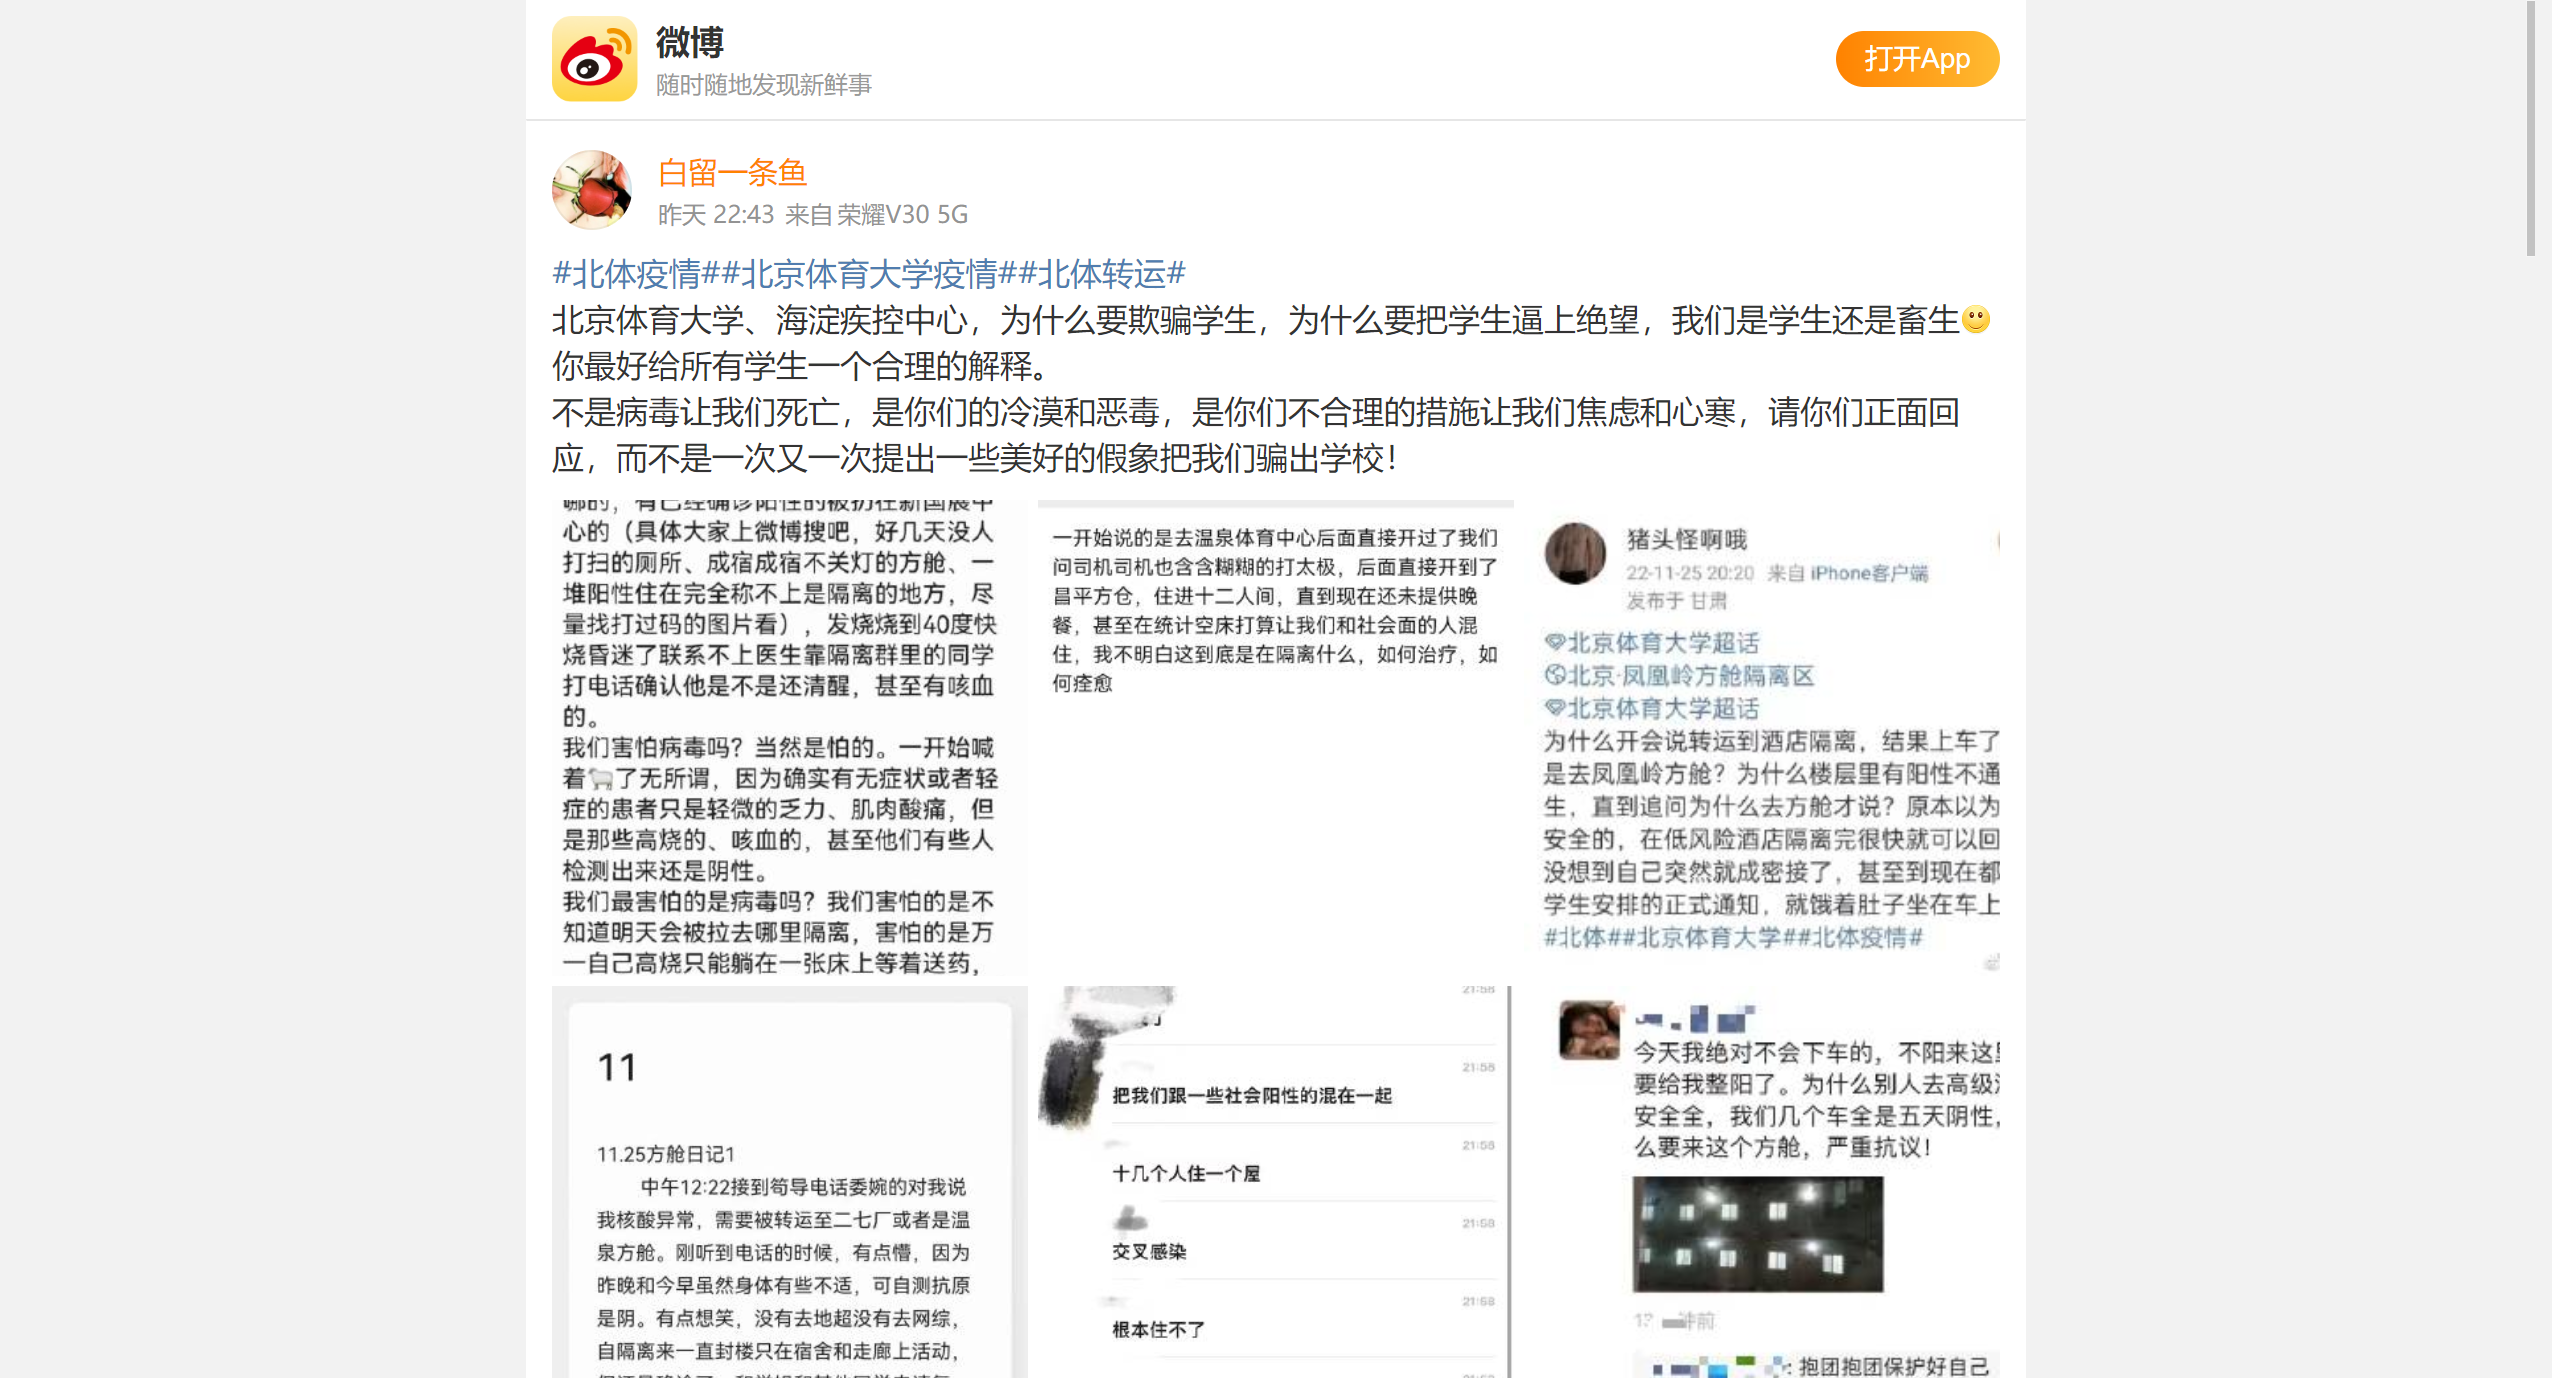 微博
随时随地发现新鲜事
打开App
白留一条鱼
昨天 22:43 来自 荣耀V30 5G
#北体疫情##北京体育大学疫情##北体转运#
北京体育大学、海淀疾控中心，为什么要欺骗学生，为什么要把学生逼上绝望，我们是学生还是畜生🙂
你最好给所有学生一个合理的解释。
不是病毒让我们死亡，是你们的冷漠和恶毒，是你们不合理的措施让我们焦虑和心寒，请你们正面回
应，而不是一次又一次提出一些美好的假象把我们骗出学校！
哪的，有已经确诊阳性的被扔在新国展中
心的（具体大家上微博搜吧，好几天没人
打扫的厕所、成宿成宿不关灯的方舱、一
堆阳性住在完全称不上是隔离的地方，尽
量找打过码的图片看），发烧烧到40度快
烧昏迷了联系不上医生靠隔离群里的同学
打电话确认他是不是还清醒，甚至有咳血
的。
我们害怕病毒吗？当然是怕的。一开始喊
着🐑了无所谓，因为确实有无症状或者轻
症的患者只是轻微的乏力、肌肉酸痛，但
是那些高烧的、咳血的，甚至他们有些人
检测出来还是阴性。
我们最害怕的是病毒吗？我们害怕的是不
知道明天会被拉去哪里隔离，害怕的是万
一自己高烧只能躺在一张床上等着送药，
一开始说的是去温泉体育中心后面直接开过了我们
问司机司机也含含糊糊的打太极，后面直接开到了
昌平方仓，住进十二人间，直到现在还未提供晚
餐，甚至在统计空床打算让我们和社会面的人混
住，我不明白这到底是在隔离什么，如何治疗，如
何痊愈
猪头怪啊哦
22-11-25 20:20 来自 iPhone客户端
发布于 甘肃
北京体育大学超话
北京·凤凰岭方舱隔离区
北京体育大学超话
为什么开会说转运到酒店隔离，结果上车了
是去凤凰岭方舱？为什么楼层里有阳性不通
生，直到追问为什么去方舱才说？原本以为
安全的，在低风险酒店隔离完很快就可以回
没想到自己突然就成密接了，甚至到现在都
学生安排的正式通知，就饿着肚子坐在车上
#北体##北京体育大学##北体疫情#
11
11.25方舱日记1
中午12:22接到笱导电话委婉的对我说
我核酸异常，需要被转运至二七厂或者是温
泉方舱。刚听到电话的时候，有点懵，因为
昨晚和今早虽然身体有些不适，可自测抗原
是阴。有点想笑，没有去地超没有去网综，
自隔离来一直封楼只在宿舍和走廊上活动，
21:58
21:58
把我们跟一些社会阳性的混在一起
21:58
十几个人住一个屋
21:58
交叉感染
21:58
根本住不了
今天我绝对不会下车的，不阳来这里
要给我整阳了。为什么别人去高级
安全全，我们几个车全是五天阴性，
么要来这个方舱，严重抗议！
钟前
: 抱团抱团保护好自己